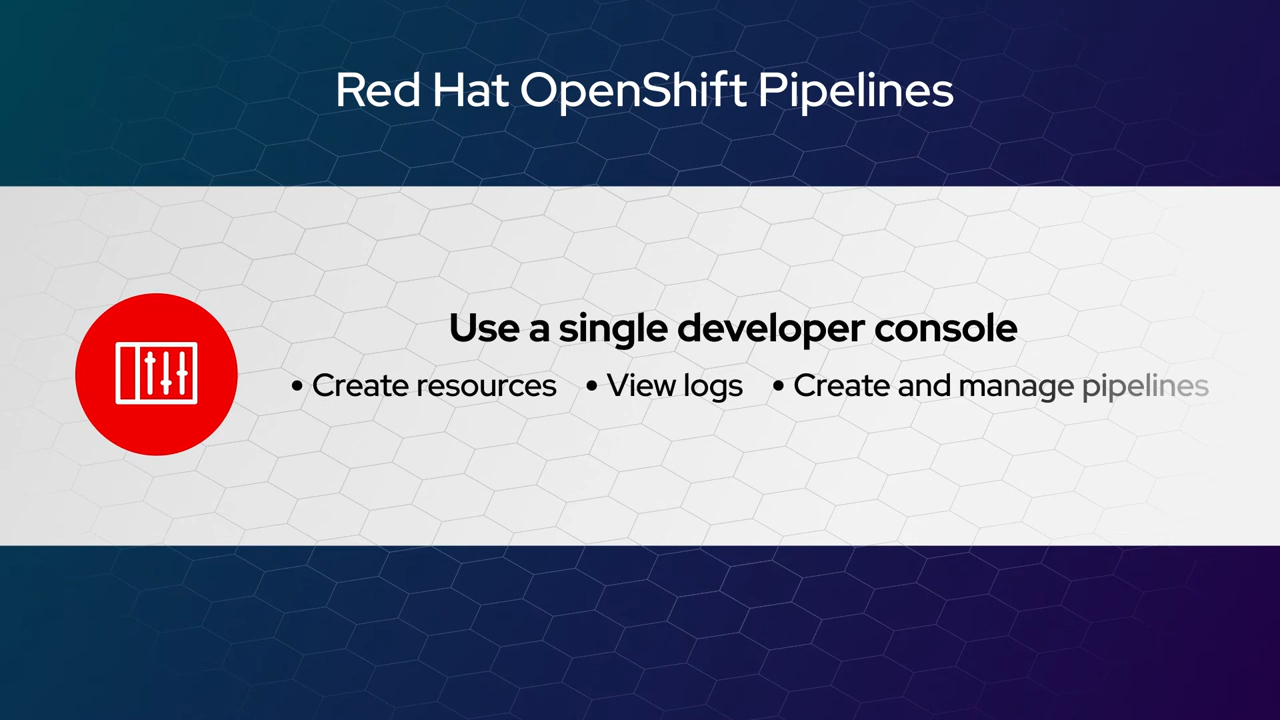 Red Hat OpenShift Pipelines
Use a single developer console
• Create resources • View logs • Create and manage pipelines